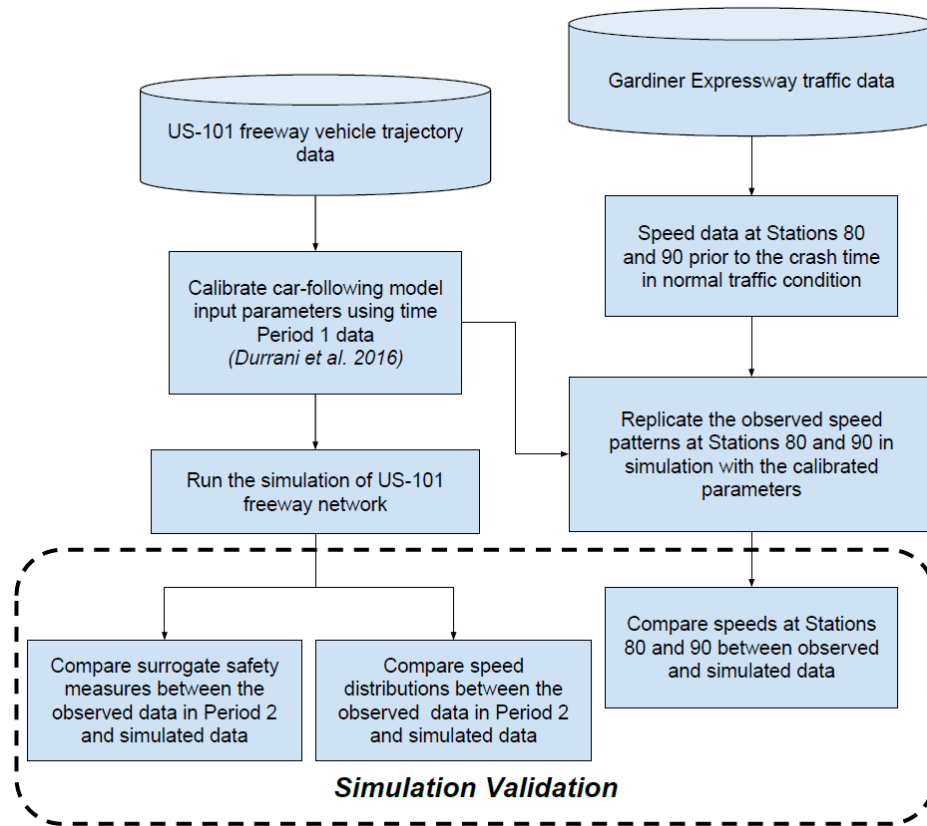 Gardiner Expressway traffic data
US-101 freeway vehicle trajectory
data
Speed data at Stations 80
and 90 prior to the crash time
in normal traffic condition
Calibrate car-following model
input parameters using time
Period 1 data
(Durrani et al. 2016)
Replicate the observed speed
patterns at Stations 80 and 90 in
simulation with the calibrated
parameters
Run the simulation of US-101
freeway network
Compare surrogate safety
measures between the
observed data in Period 2
and simulated data
Compare speed
distributions between the
observed data in Period 2
and simulated data
Compare speeds at Stations
80 and 90 between observed
and simulated data
Simulation Validation